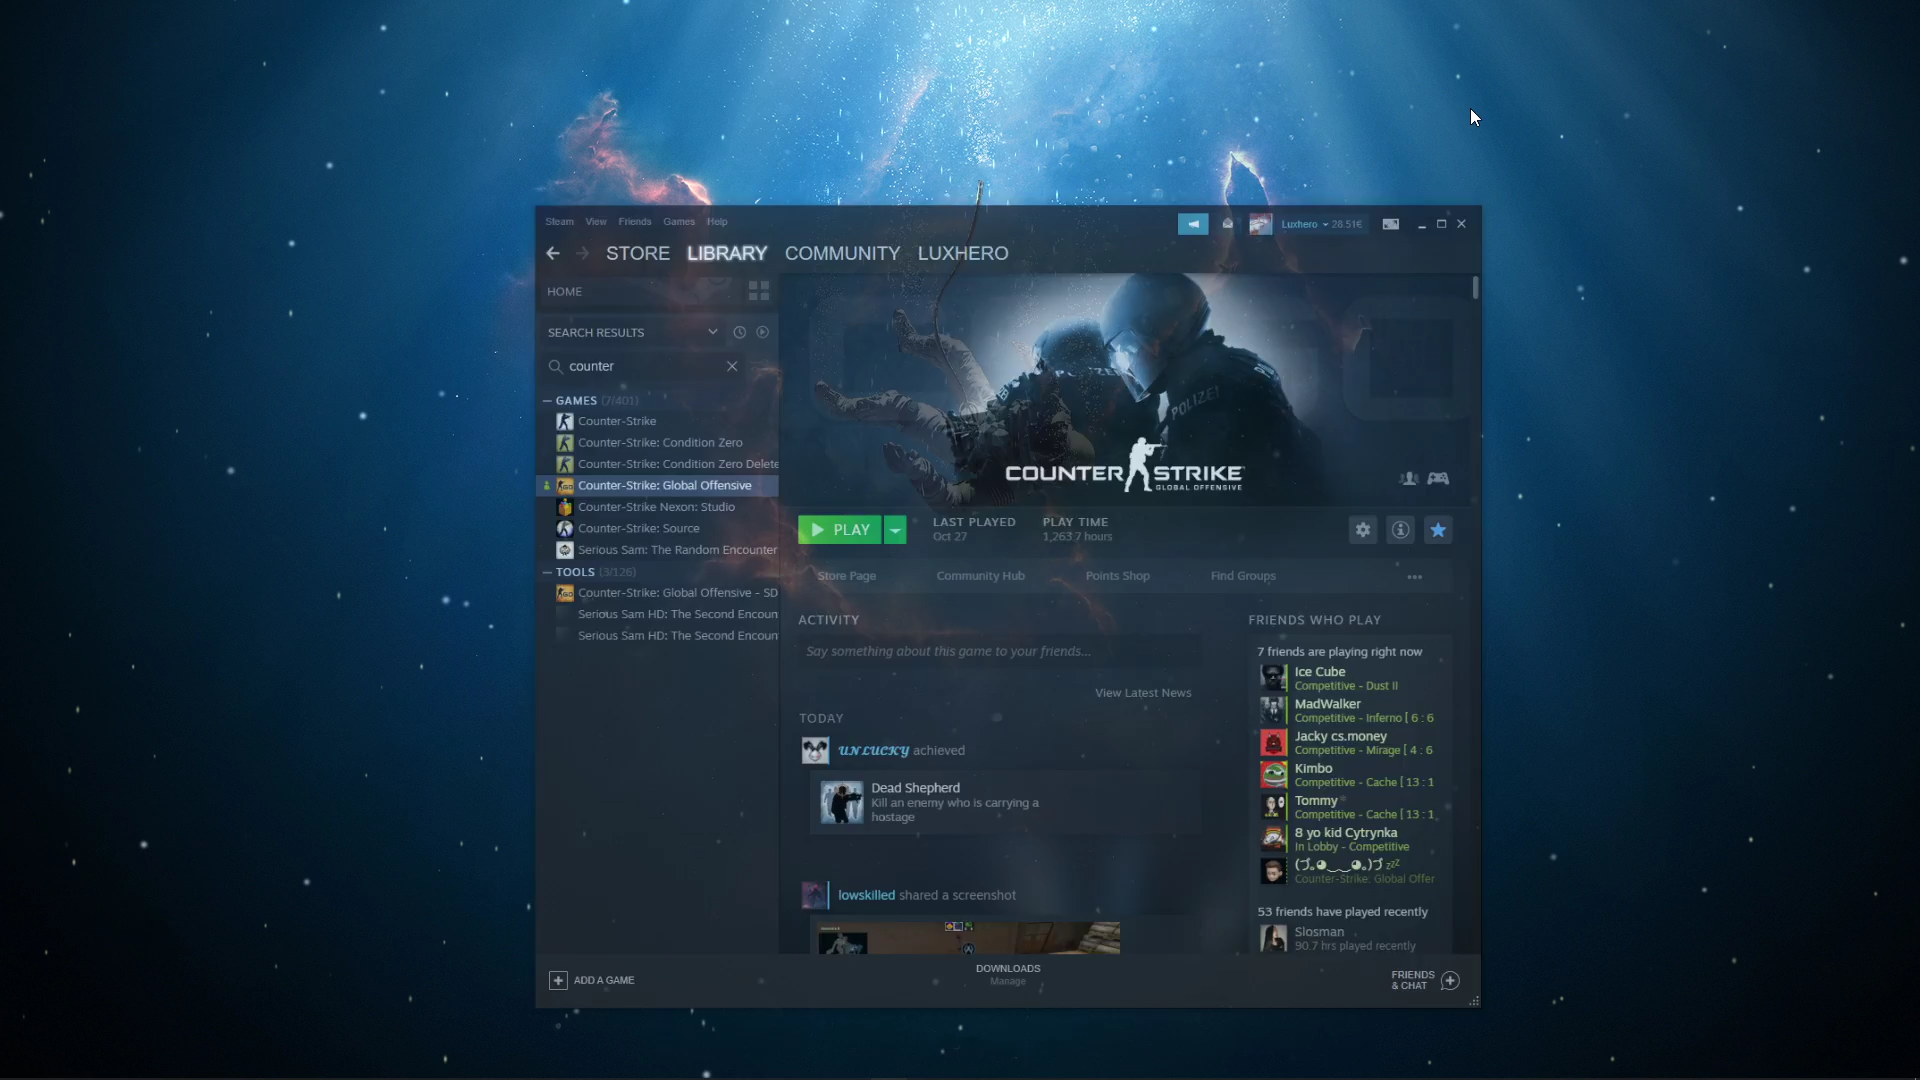 Steam View Friends Games Help
Luxhero 28.51€
STORE LIBRARY COMMUNITY LUXHERO
HOME
SEARCH RESULTS
counter
GAMES (7/401)
Counter-Strike
Counter-Strike: Condition Zero
Counter-Strike: Condition Zero Delete
Counter-Strike: Global Offensive
Counter-Strike Nexon: Studio
Counter-Strike: Source
Serious Sam: The Random Encounter
TOOLS (3/126)
Counter-Strike: Global Offensive - SD
Serious Sam HD: The Second Encoun
Serious Sam HD: The Second Encoun
POLIZEI
COUNTER STRIKE
GLOBAL OFFENSIVE
PLAY
LAST PLAYED
Oct 27
PLAY TIME
1,263.7 hours
Store Page Community Hub Points Shop Find Groups
ACTIVITY
Say something about this game to your friends...
View Latest News
TODAY
UNLUCKY achieved
Dead Shepherd
Kill an enemy who is carrying a
hostage
lowskilled shared a screenshot
FRIENDS WHO PLAY
7 friends are playing right now
Ice Cube
Competitive - Dust II
MadWalker
Competitive - Inferno [ 6 : 6
Jacky cs.money
Competitive - Mirage [ 4 : 6
Kimbo
Competitive - Cache [ 13 : 1
Tommy
Competitive - Cache [ 13 : 1
8 yo kid Cytrynka
In Lobby - Competitive
(づ｡◕‿‿◕｡)づ zzZ
Counter-Strike: Global Offer
53 friends have played recently
Slosman
90.7 hrs played recently
ADD A GAME
DOWNLOADS
Manage
FRIENDS
& CHAT